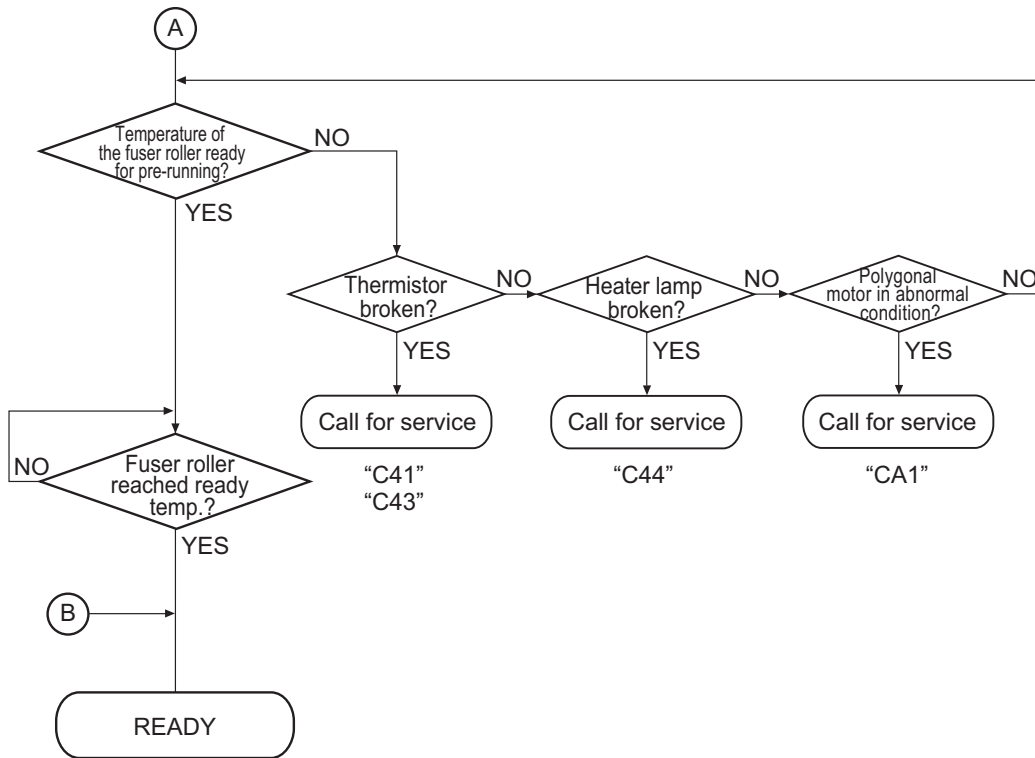 A
Temperature of
the fuser roller ready
for pre-running?
NO
YES
Thermistor
broken?
NO
YES
Heater lamp
broken?
NO
YES
Polygonal
motor in abnormal
condition?
NO
YES
Call for service
Call for service
Call for service
“C41”
“C43”
“C44”
“CA1”
NO
Fuser roller
reached ready
temp.?
YES
B
READY